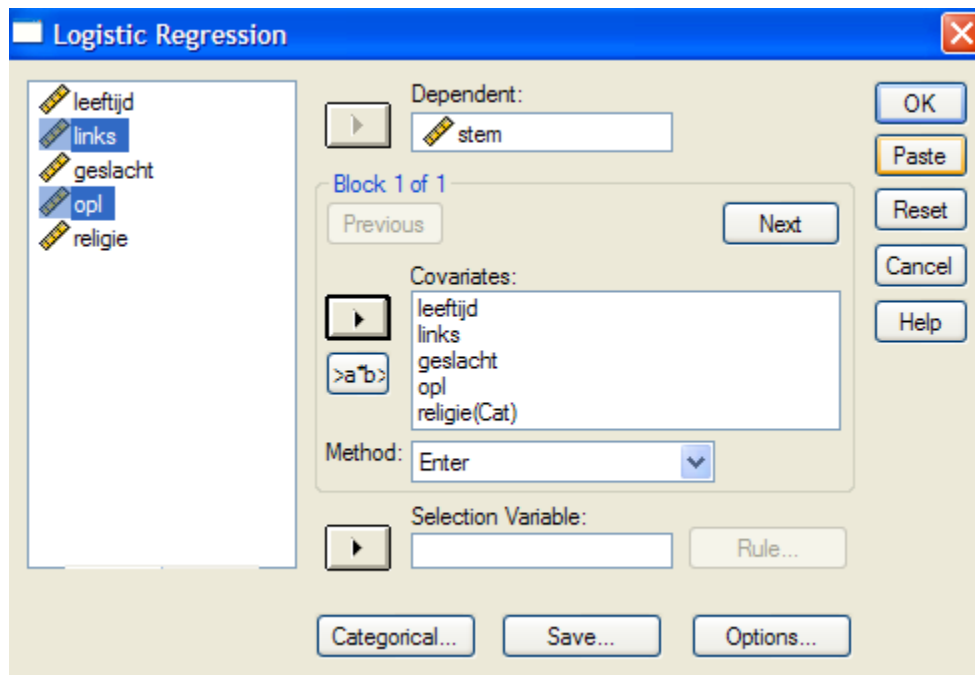 Logistic Regression
leeftijd
links
geslacht
opl
religie
Dependent:
stem
Block 1 of 1
Previous
Next
Covariates:
leeftijd
links
geslacht
opl
religie(Cat)
>a*b>
Method:
Enter
Selection Variable:
Rule...
Categorical...
Save...
Options...
OK
Paste
Reset
Cancel
Help